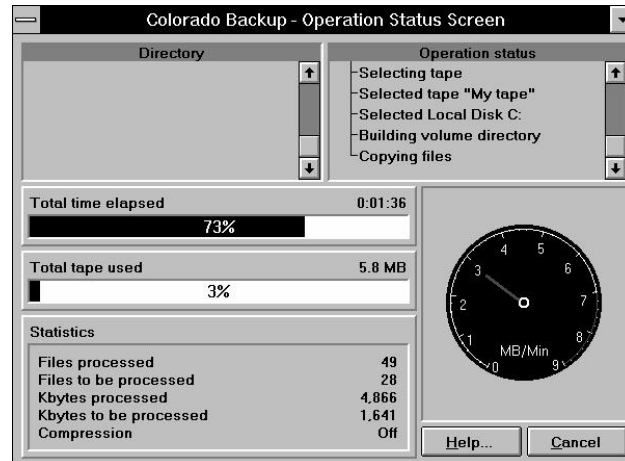 Colorado Backup - Operation Status Screen
Directory
Operation status
Selecting tape
Selected tape "My tape"
Selected Local Disk C:
Building volume directory
Copying files
Total time elapsed 0:01:36
73%
Total tape used 5.8 MB
3%
Statistics
Files processed 49
Files to be processed 28
Kbytes processed 4,866
Kbytes to be processed 1,641
Compression Off
0 1 2 3 4 5 6 7 8 9
MB/Min
Help...
Cancel